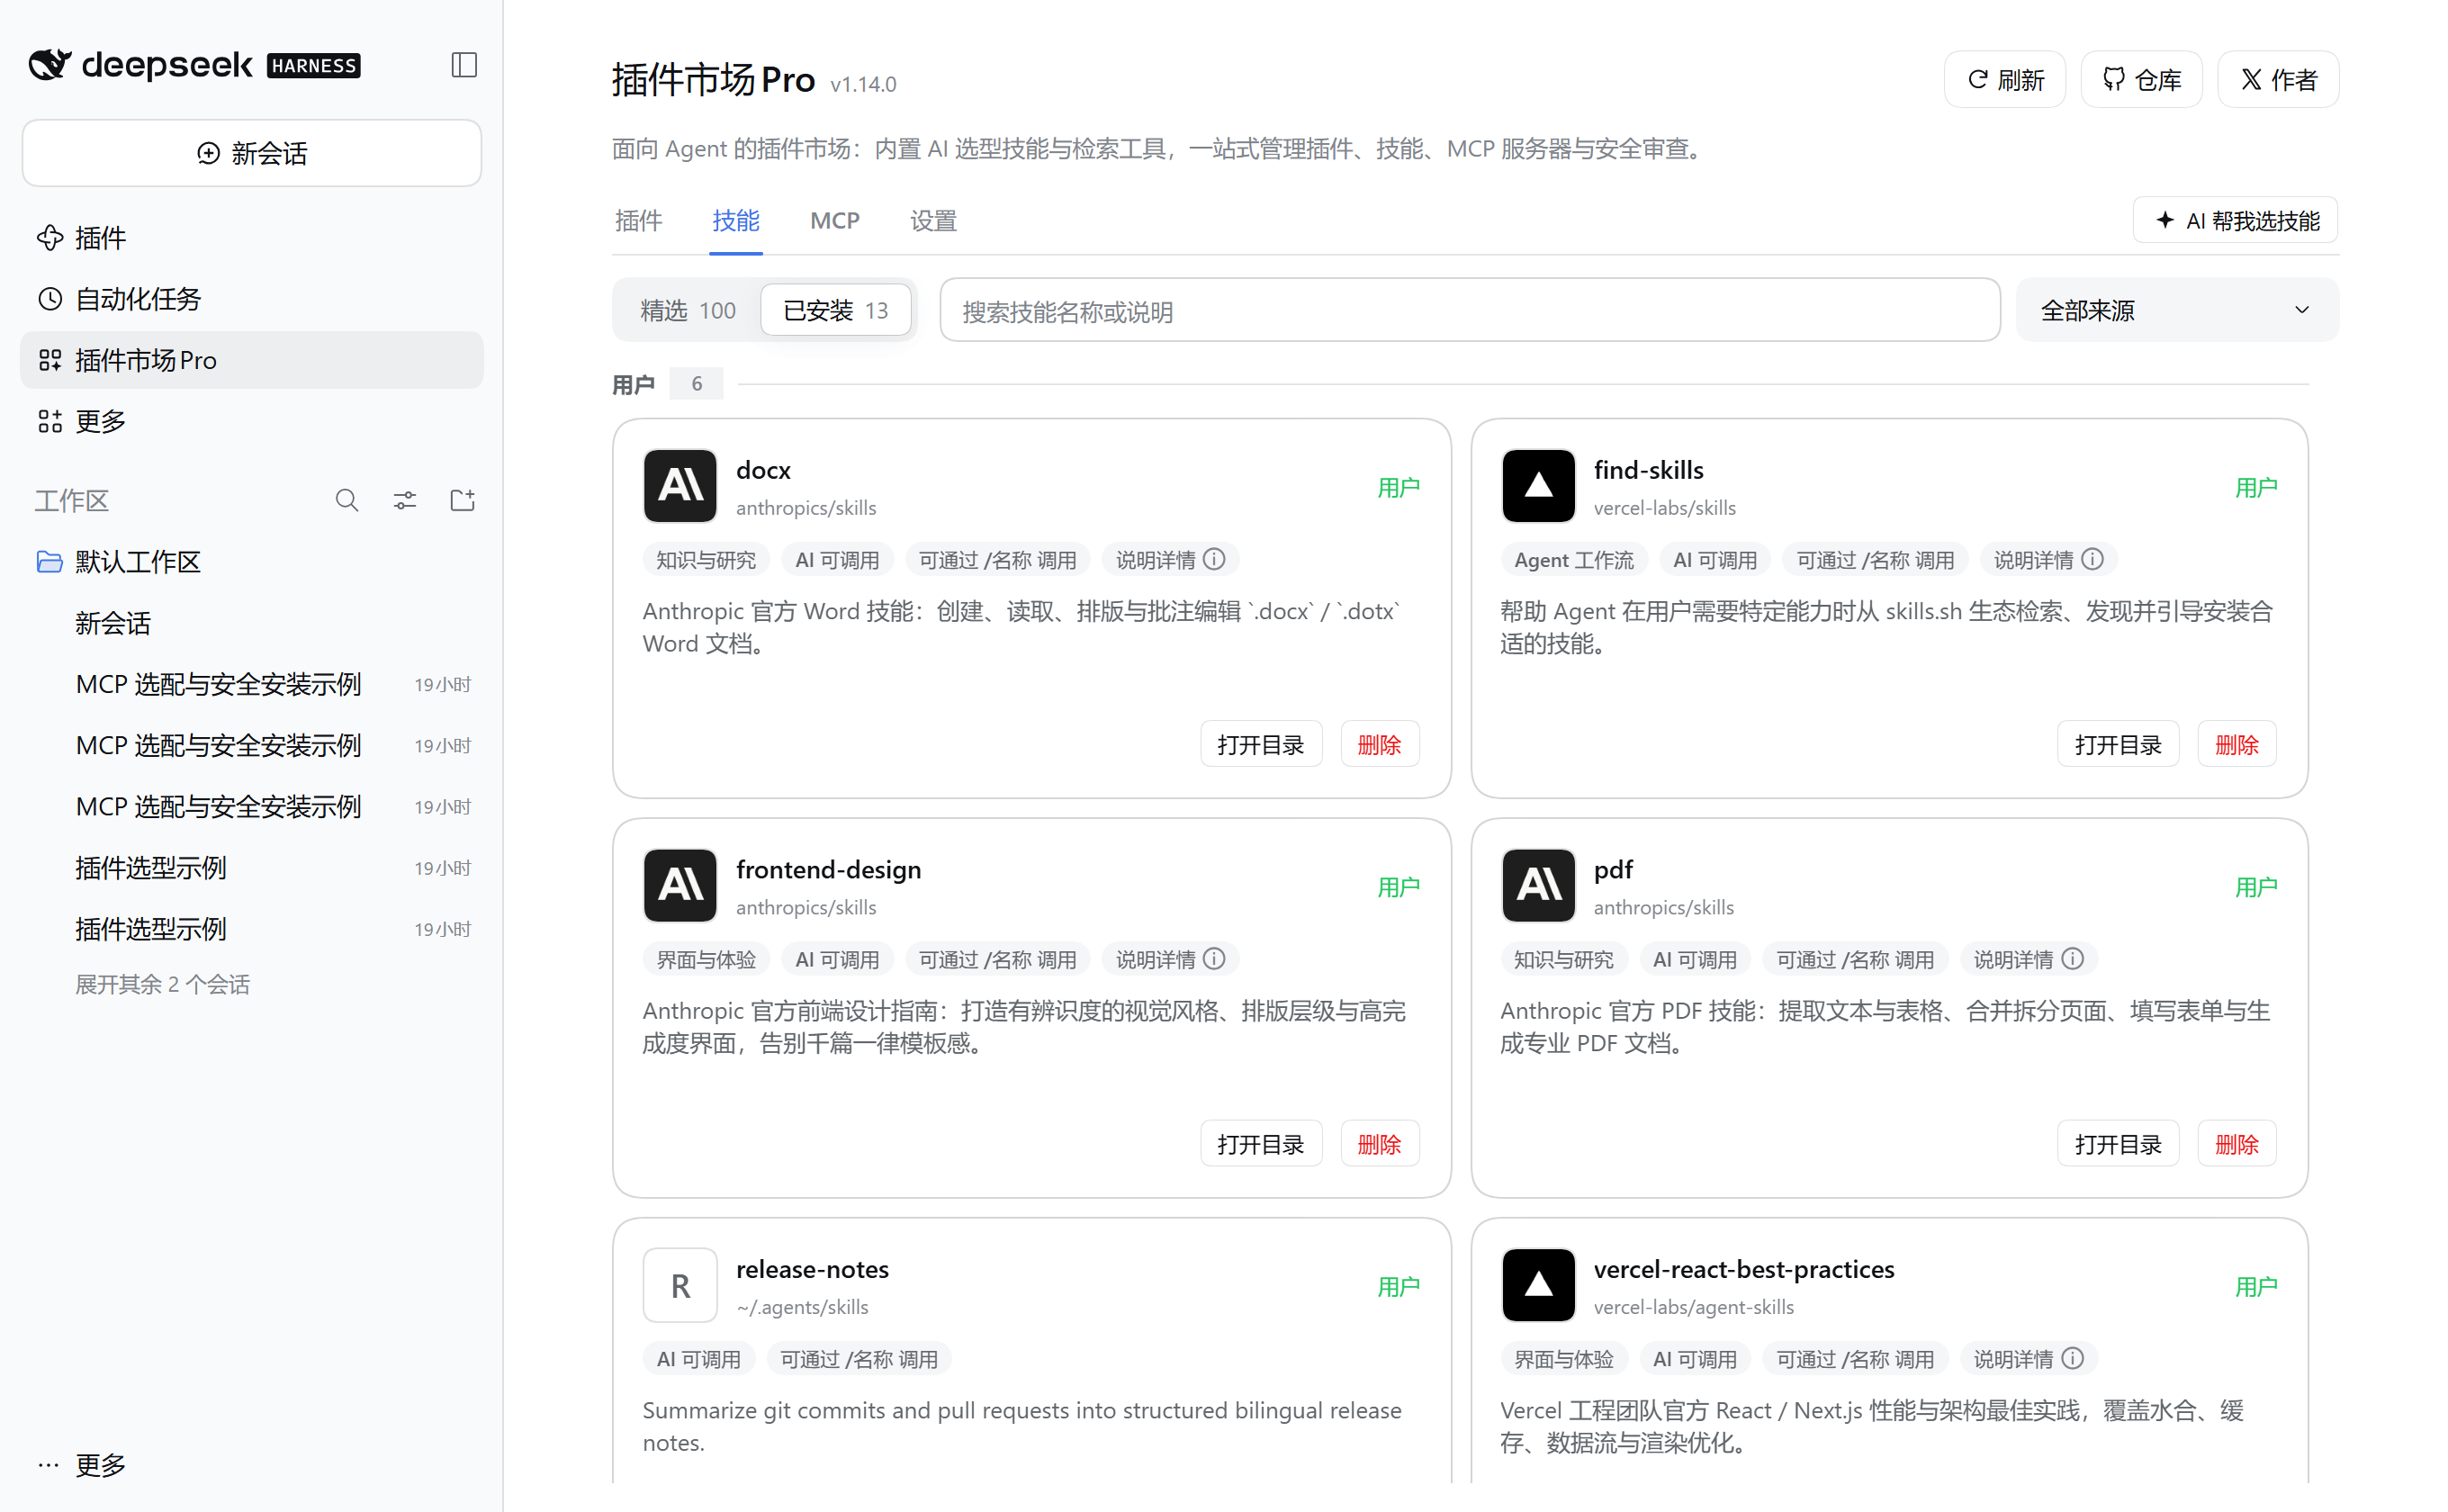 deepseek HARNESS
新会话
插件
自动化任务
插件市场Pro
更多
工作区
默认工作区
新会话
MCP 选配与安全安装示例 19小时
MCP 选配与安全安装示例 19小时
MCP 选配与安全安装示例 19小时
插件选型示例 19小时
插件选型示例 19小时
展开其余 2 个会话
更多
插件市场Pro v1.14.0
刷新 仓库 作者
面向 Agent 的插件市场：内置 AI 选型技能与检索工具，一站式管理插件、技能、MCP 服务器与安全审查。
插件 技能 MCP 设置
AI 帮我选技能
精选 100 已安装 13 搜索技能名称或说明 全部来源
用户 6
docx
anthropics/skills
用户
知识与研究 AI 可调用 可通过 /名称 调用 说明详情
Anthropic 官方 Word 技能：创建、读取、排版与批注编辑 `.docx` / `.dotx`
Word 文档。
打开目录 删除
find-skills
vercel-labs/skills
用户
Agent 工作流 AI 可调用 可通过 /名称 调用 说明详情
帮助 Agent 在用户需要特定能力时从 skills.sh 生态检索、发现并引导安装合
适的技能。
打开目录 删除
frontend-design
anthropics/skills
用户
界面与体验 AI 可调用 可通过 /名称 调用 说明详情
Anthropic 官方前端设计指南：打造有辨识度的视觉风格、排版层级与高完
成度界面，告别千篇一律模板感。
打开目录 删除
pdf
anthropics/skills
用户
知识与研究 AI 可调用 可通过 /名称 调用 说明详情
Anthropic 官方 PDF 技能：提取文本与表格、合并拆分页面、填写表单与生
成专业 PDF 文档。
打开目录 删除
R
release-notes
~/.agents/skills
用户
AI 可调用 可通过 /名称 调用
Summarize git commits and pull requests into structured bilingual release
notes.
vercel-react-best-practices
vercel-labs/agent-skills
用户
界面与体验 AI 可调用 可通过 /名称 调用 说明详情
Vercel 工程团队官方 React / Next.js 性能与架构最佳实践，覆盖水合、缓
存、数据流与渲染优化。